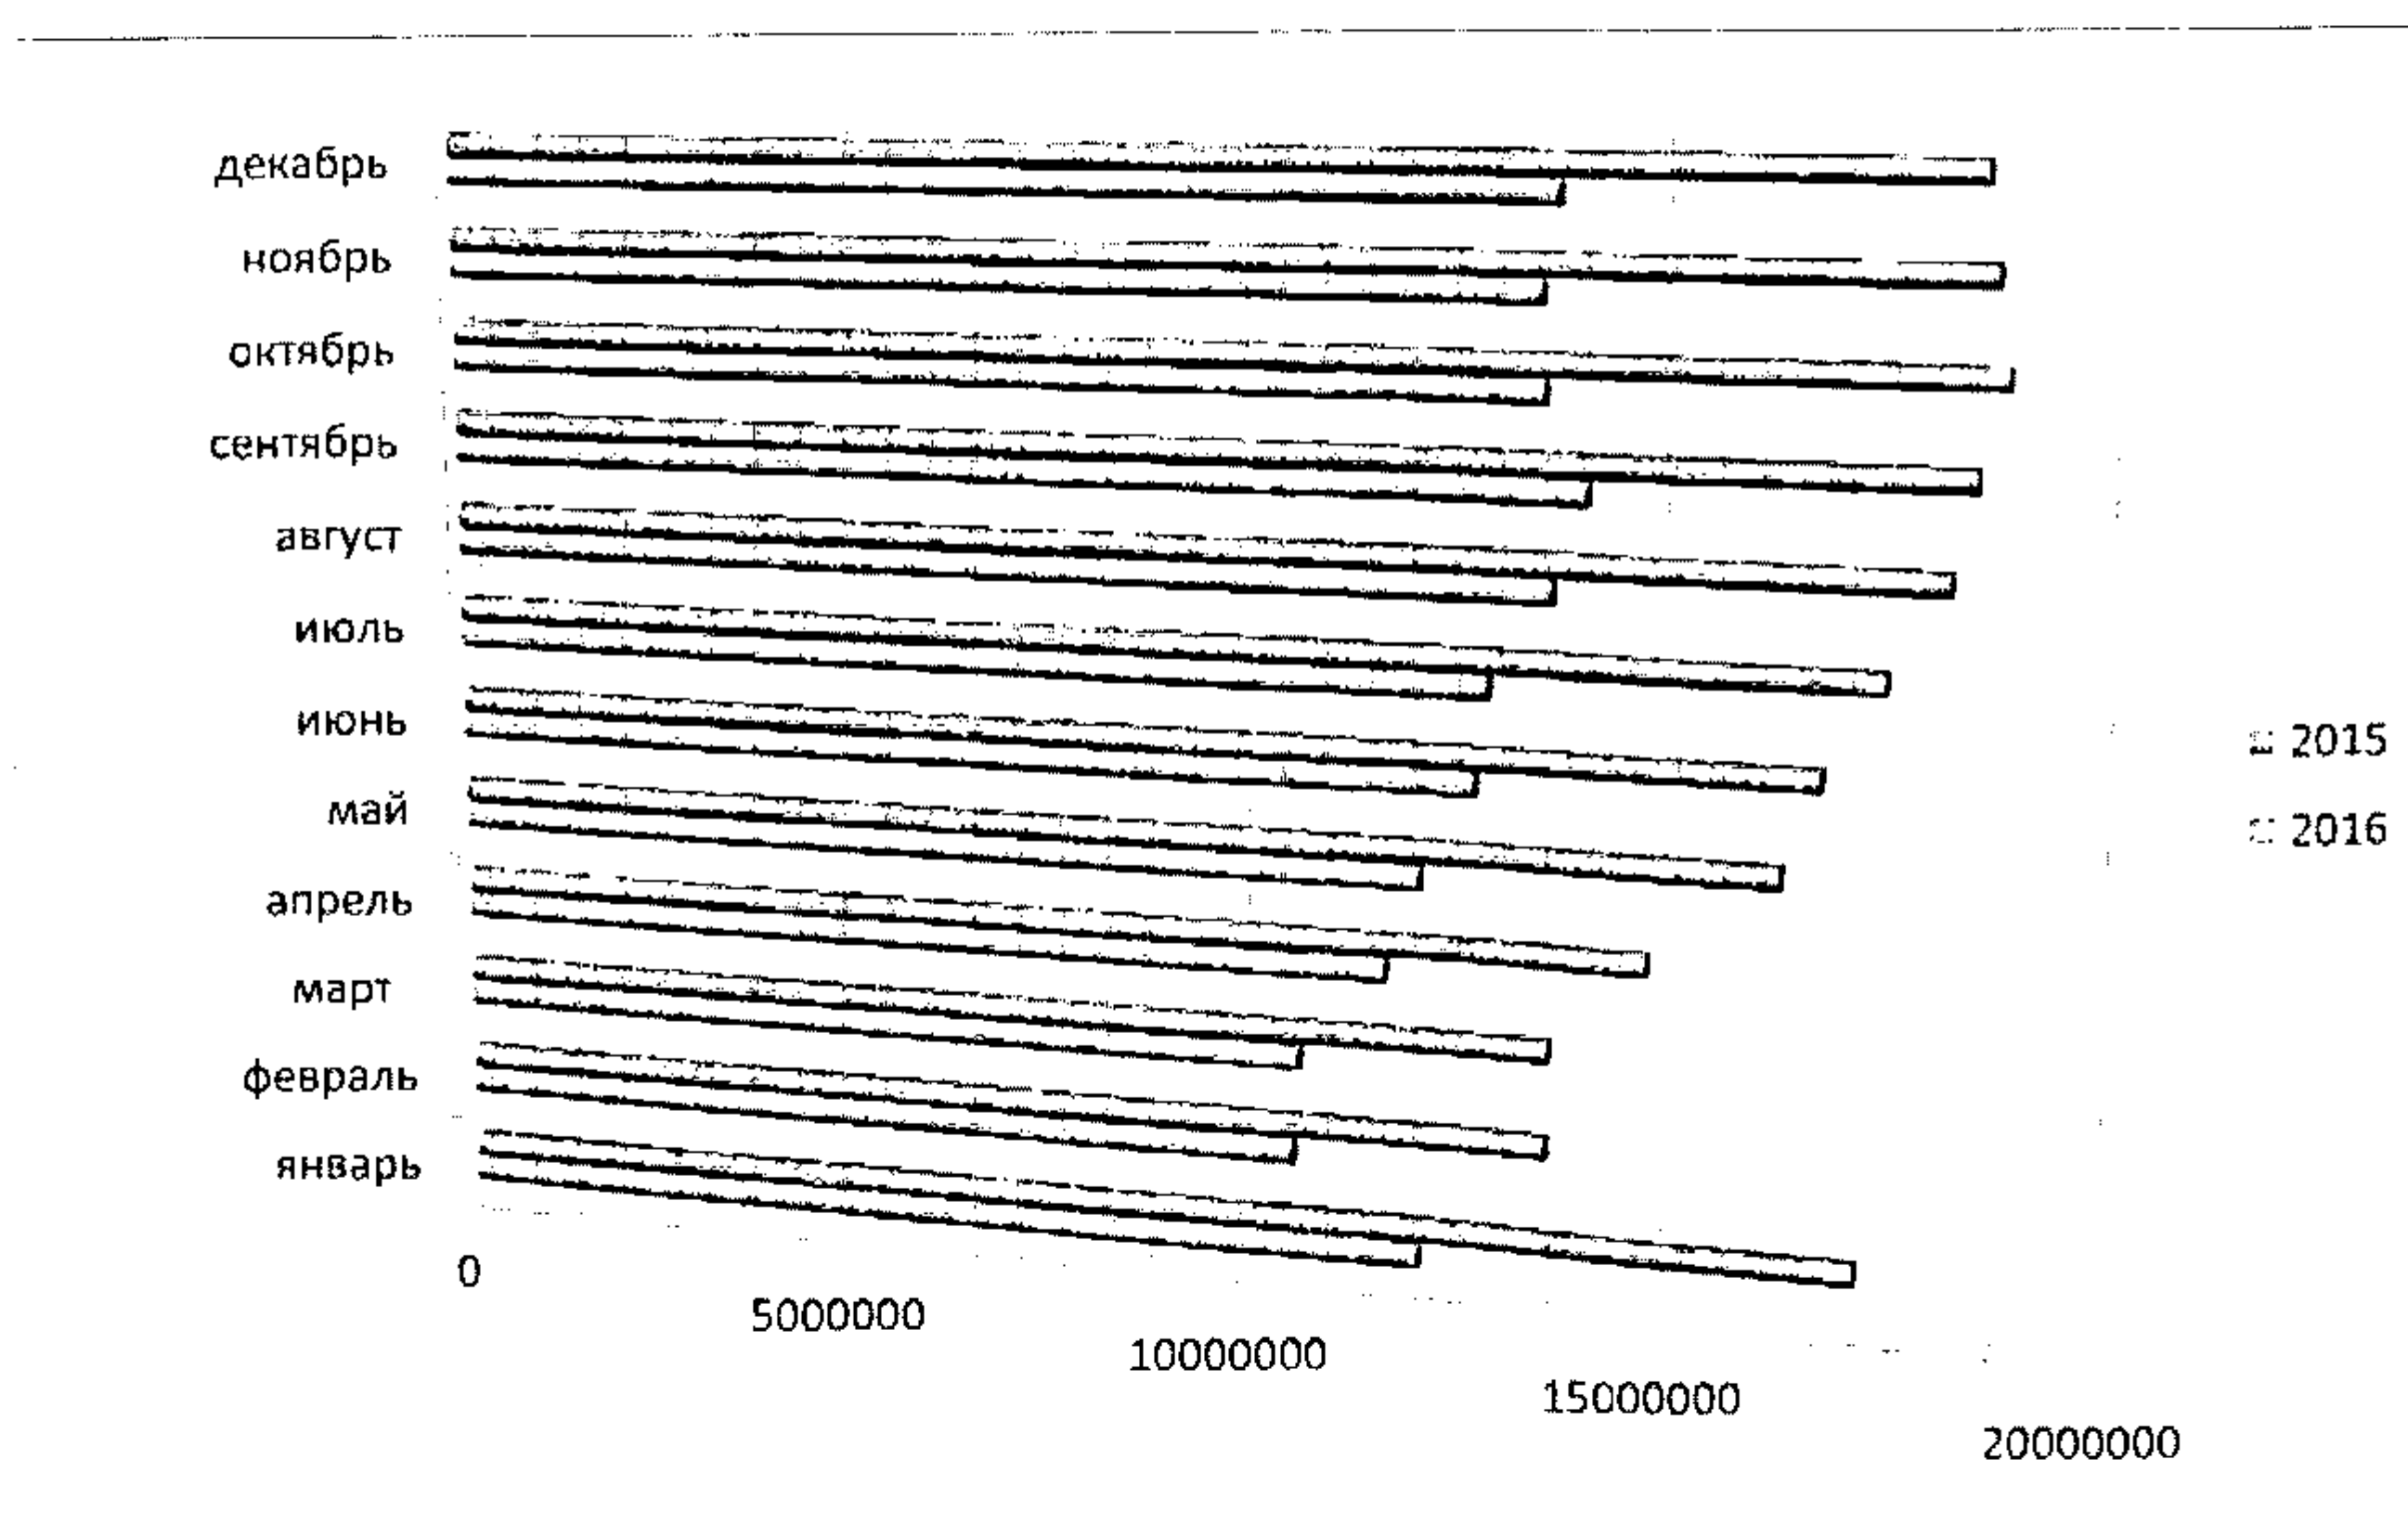 декабрь
ноябрь
октябрь
сентябрь
август
июль
июнь
май
апрель
март
февраль
январь
0
5000000
10000000
15000000
20000000
2015
2016